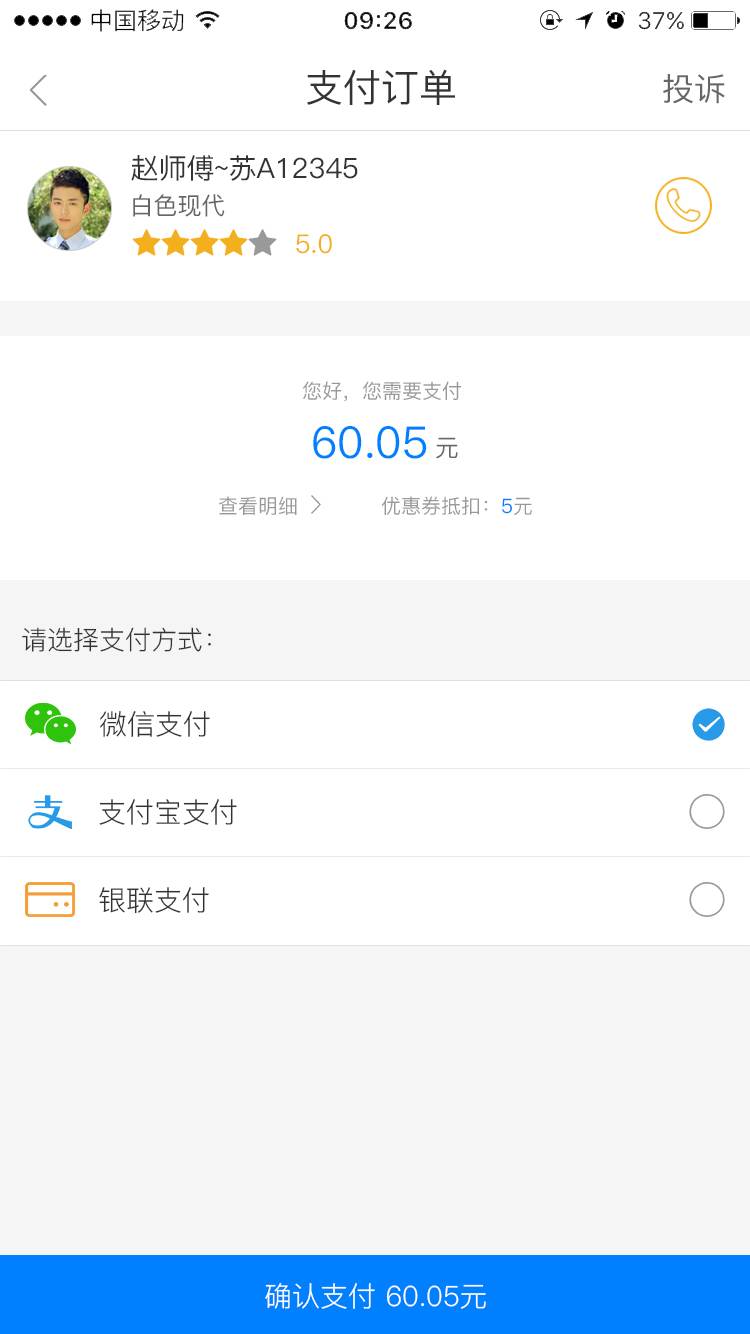 中国移动 09:26 37%
支付订单 投诉
赵师傅~苏A12345
白色现代
5.0
您好，您需要支付
60.05 元
查看明细 优惠券抵扣：5元
请选择支付方式：
微信支付
支付宝支付
银联支付
确认支付 60.05元